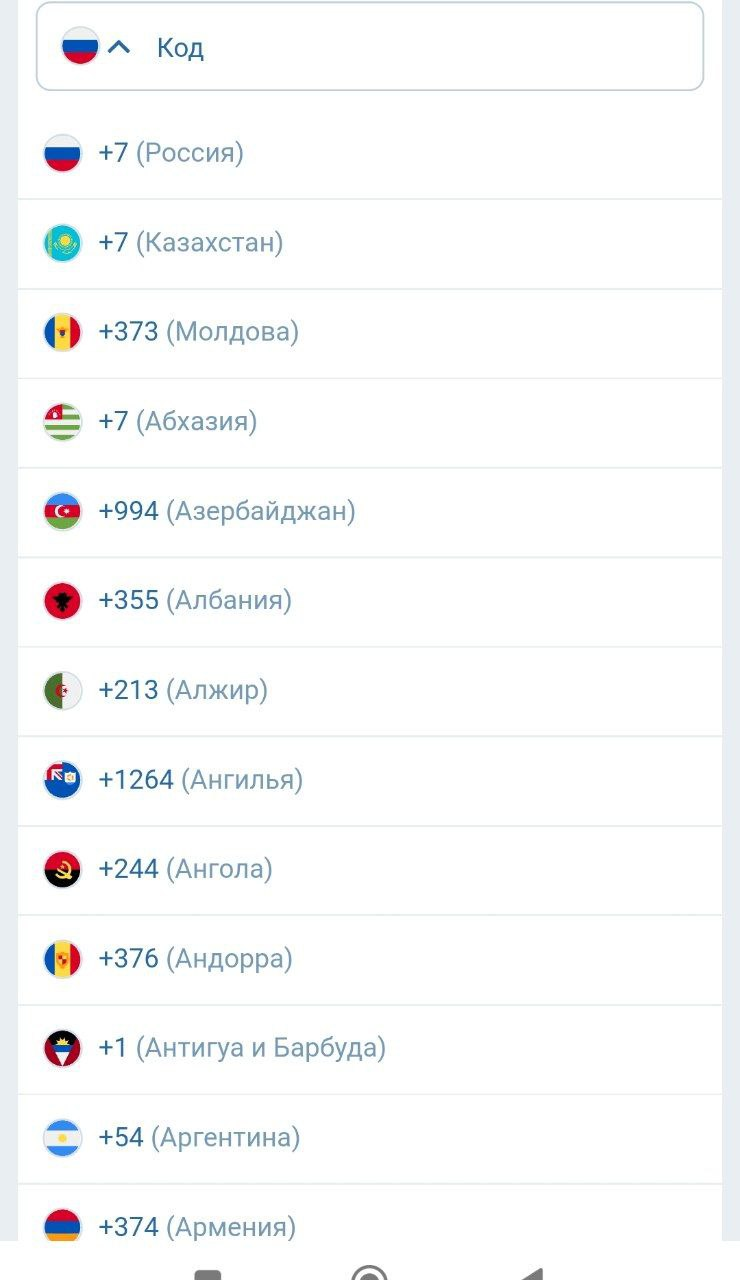 Код
+7 (Россия)
+7 (Казахстан)
+373 (Молдова)
+7 (Абхазия)
+994 (Азербайджан)
+355 (Албания)
+213 (Алжир)
+1264 (Ангилья)
+244 (Ангола)
+376 (Андорра)
+1 (Антигуа и Барбуда)
+54 (Аргентина)
+374 (Армения)